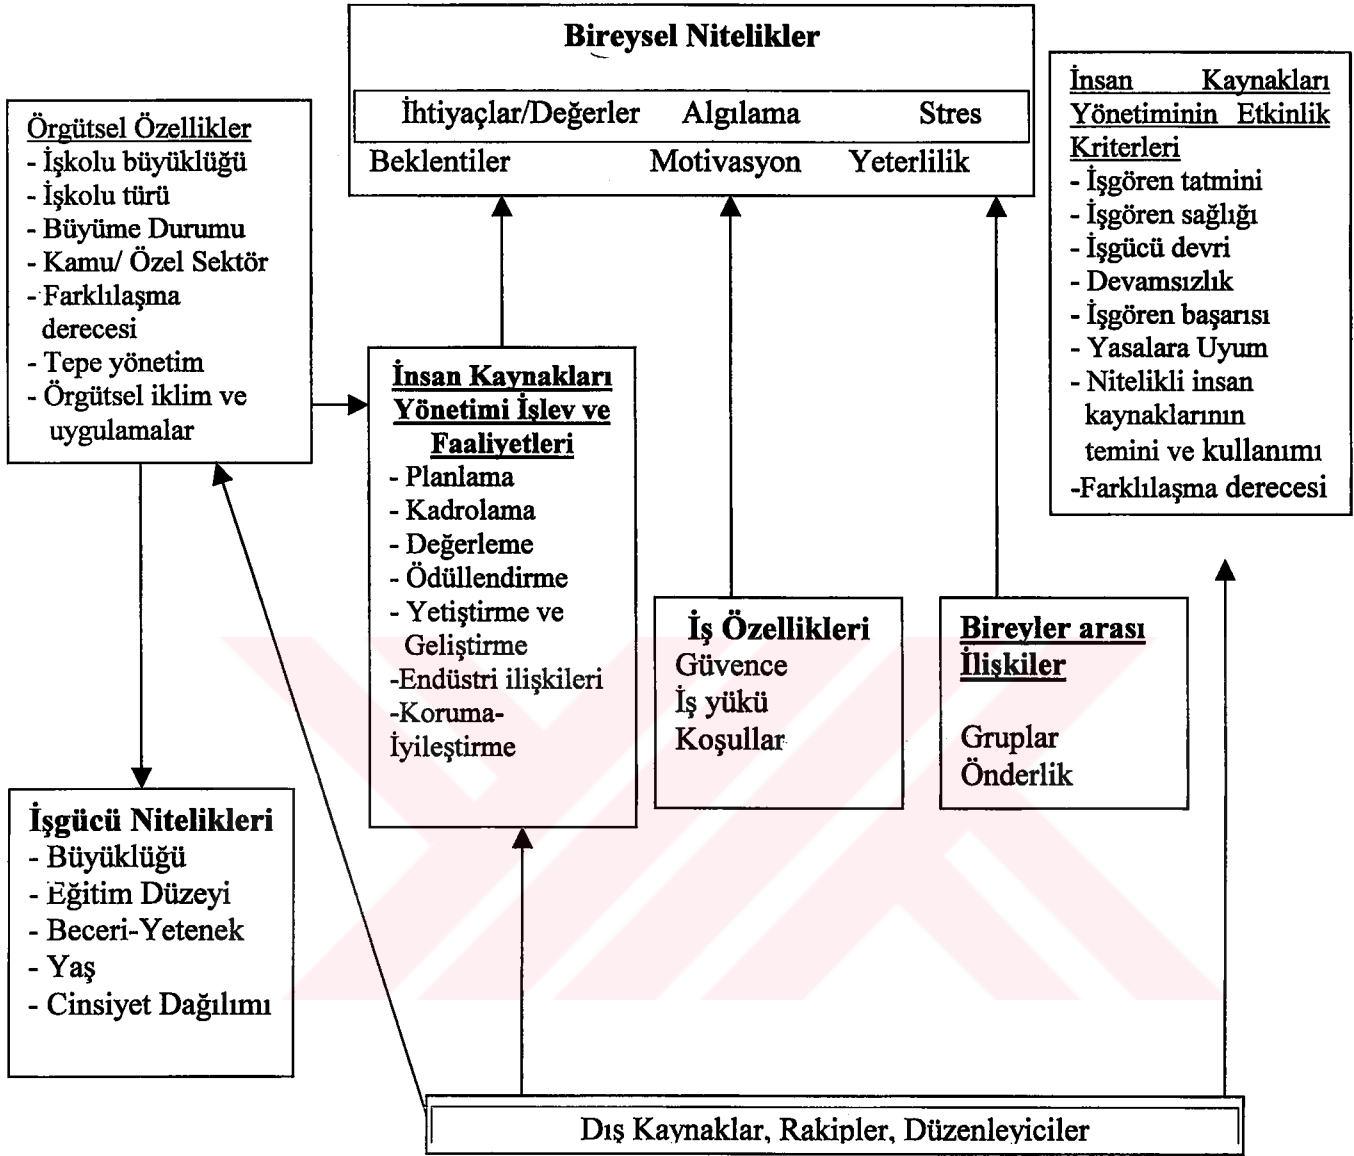 Bireysel Nitelikler
İhtiyaçlar/Değerler Algılama Stres
Beklentiler Motivasyon Yeterlilik
Örgütsel Özellikler
- İşkolu büyüklüğü
- İşkolu türü
- Büyüme Durumu
- Kamu/ Özel Sektör
- Farklılaşma
derecesi
- Tepe yönetim
- Örgütsel iklim ve
uygulamalar
İnsan Kaynakları
Yönetiminin Etkinlik
Kriterleri
- İşgören tatmini
- İşgören sağlığı
- İşgücü devri
- Devamsızlık
- İşgören başarısı
- Yasalara Uyum
- Nitelikli insan
kaynaklarının
temini ve kullanımı
-Farklılaşma derecesi
İnsan Kaynakları
Yönetimi İşlev ve
Faaliyetleri
- Planlama
- Kadrolama
- Değerleme
- Ödüllendirme
- Yetiştirme ve
Geliştirme
-Endüstri ilişkileri
-Koruma-
İyileştirme
İş Özellikleri
Güvence
İş yükü
Koşullar
Bireyler arası
İlişkiler
Gruplar
Önderlik
İşgücü Nitelikleri
- Büyüklüğü
- Eğitim Düzeyi
- Beceri-Yetenek
- Yaş
- Cinsiyet Dağılımı
Dış Kaynaklar, Rakipler, Düzenleyiciler